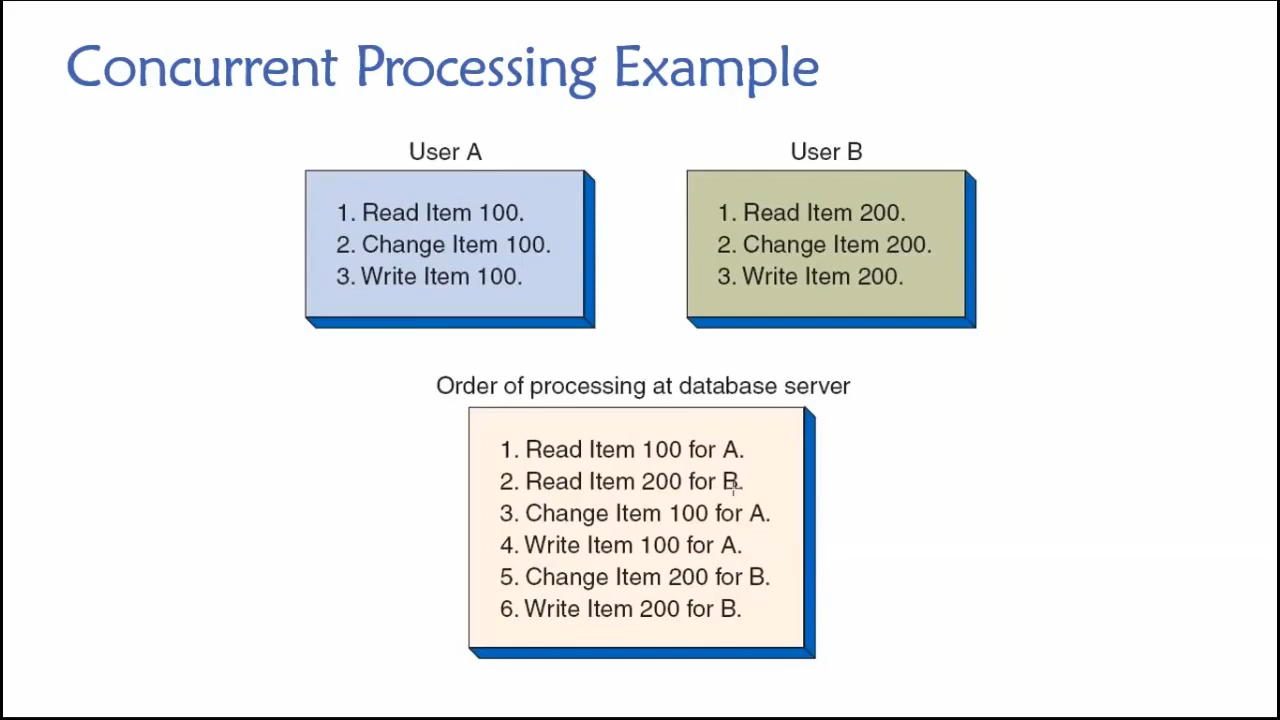 Concurrent Processing Example
User A
1. Read Item 100.
2. Change Item 100.
3. Write Item 100.
User B
1. Read Item 200.
2. Change Item 200.
3. Write Item 200.
Order of processing at database server
1. Read Item 100 for A.
2. Read Item 200 for B.
3. Change Item 100 for A.
4. Write Item 100 for A.
5. Change Item 200 for B.
6. Write Item 200 for B.